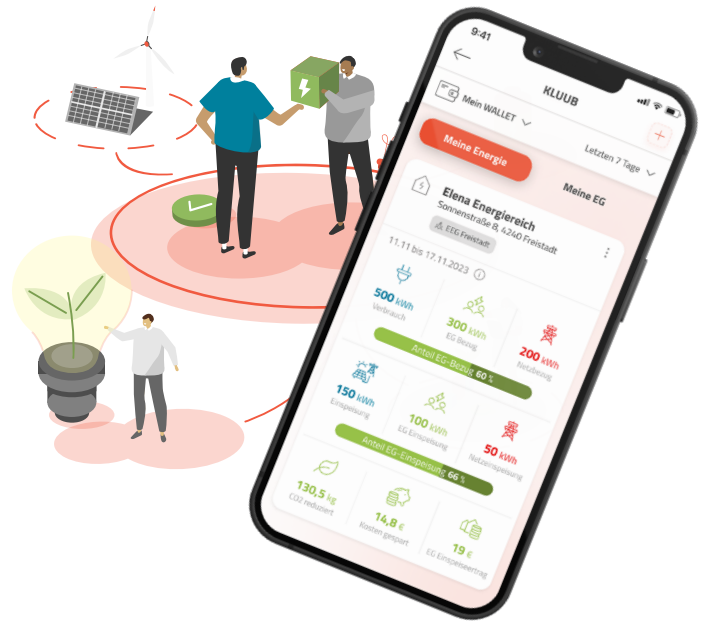 9:41
KLUUB
Mein WALLET
Letzten 7 Tage
Meine Energie
Meine EG
Elena Energiereich
Sonnenstraße 8, 4240 Freistadt
EEG Freistadt
11.11 bis 17.11.2023
500 kWh
Verbrauch
300 kWh
EG Bezug
200 kWh
Netzbezug
Anteil EG-Bezug 60 %
150 kWh
Einspeisung
100 kWh
EG Einspeisung
50 kWh
Netzeinspeisung
Anteil EG-Einspeisung 66 %
130,5 kg
CO2 reduziert
14,8 €
Kosten gespart
19 €
EG Einspeiseertrag